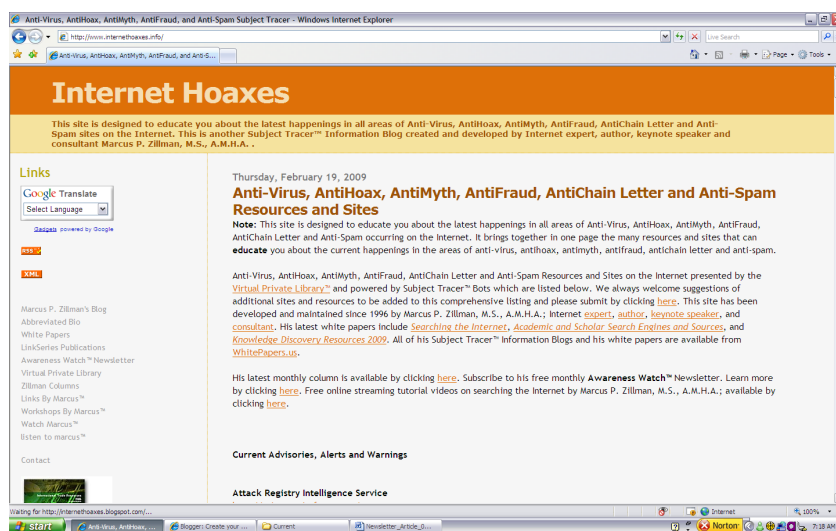 Anti-Virus, AntiHoax, AntiMyth, AntiFraud, and Anti-Spam Subject Tracer - Windows Internet Explorer
http://www.internethoaxes.info/
Live Search
Anti-Virus, AntiHoax, AntiMyth, AntiFraud, and Anti-S...
Page
Tools
Internet Hoaxes
This site is designed to educate you about the latest happenings in all areas of Anti-Virus, AntiHoax, AntiMyth, AntiFraud, AntiChain Letter and Anti-
Spam sites on the Internet. This is another Subject Tracer™ Information Blog created and developed by Internet expert, author, keynote speaker and
consultant Marcus P. Zillman, M.S., A.M.H.A. .
Links
Google Translate
Select Language
Gadgets powered by Google
RSS
XML
Marcus P. Zillman's Blog
Abbreviated Bio
White Papers
LinkSeries Publications
Awareness Watch™ Newsletter
Virtual Private Library
Zillman Columns
Links By Marcus™
Workshops By Marcus™
Watch Marcus™
listen to marcus™
Contact
Thursday, February 19, 2009
Anti-Virus, AntiHoax, AntiMyth, AntiFraud, AntiChain Letter and Anti-Spam
Resources and Sites
Note: This site is designed to educate you about the latest happenings in all areas of Anti-Virus, AntiHoax, AntiMyth, AntiFraud,
AntiChain Letter and Anti-Spam occurring on the Internet. It brings together in one page the many resources and sites that can
educate you about the current happenings in the areas of anti-virus, antihoax, antimyth, antifraud, antichain letter and anti-spam.
Anti-Virus, AntiHoax, AntiMyth, AntiFraud, AntiChain Letter and Anti-Spam Resources and Sites on the Internet presented by the
Virtual Private Library™ and powered by Subject Tracer™ Bots which are listed below. We always welcome suggestions of
additional sites and resources to be added to this comprehensive listing and please submit by clicking here. This site has been
developed and maintained since 1996 by Marcus P. Zillman, M.S., A.M.H.A.; Internet expert, author, keynote speaker, and
consultant. His latest white papers include Searching the Internet, Academic and Scholar Search Engines and Sources, and
Knowledge Discovery Resources 2009. All of his Subject Tracer™ Information Blogs and his white papers are available from
WhitePapers.us.
His latest monthly column is available by clicking here. Subscribe to his free monthly Awareness Watch™ Newsletter. Learn more
by clicking here. Free online streaming tutorial videos on searching the Internet by Marcus P. Zillman, M.S., A.M.H.A.; available by
clicking here.
Current Advisories, Alerts and Warnings
Attack Registry Intelligence Service
Waiting for http://internethoaxes.blogspot.com/...
Internet
100%
start
Anti-Virus, AntiHoax, ...
Blogger: Create your ...
Current
Newsletter_Article_0...
Norton
7:18 AM